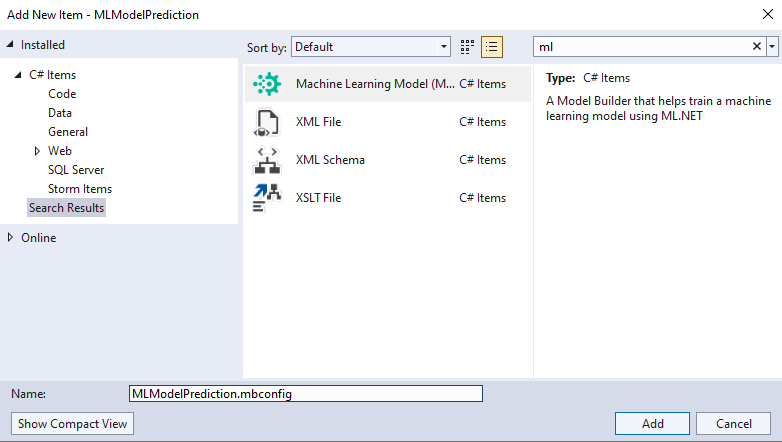 Add New Item - MLModelPrediction
Installed
Sort by: Default
ml
C# Items
Code
Data
General
Web
SQL Server
Storm Items
Search Results
Online
Machine Learning Model (M... C# Items
XML File C# Items
XML Schema C# Items
XSLT File C# Items
Type: C# Items
A Model Builder that helps train a machine
learning model using ML.NET
Name: MLModelPrediction.mbconfig
Show Compact View
Add
Cancel